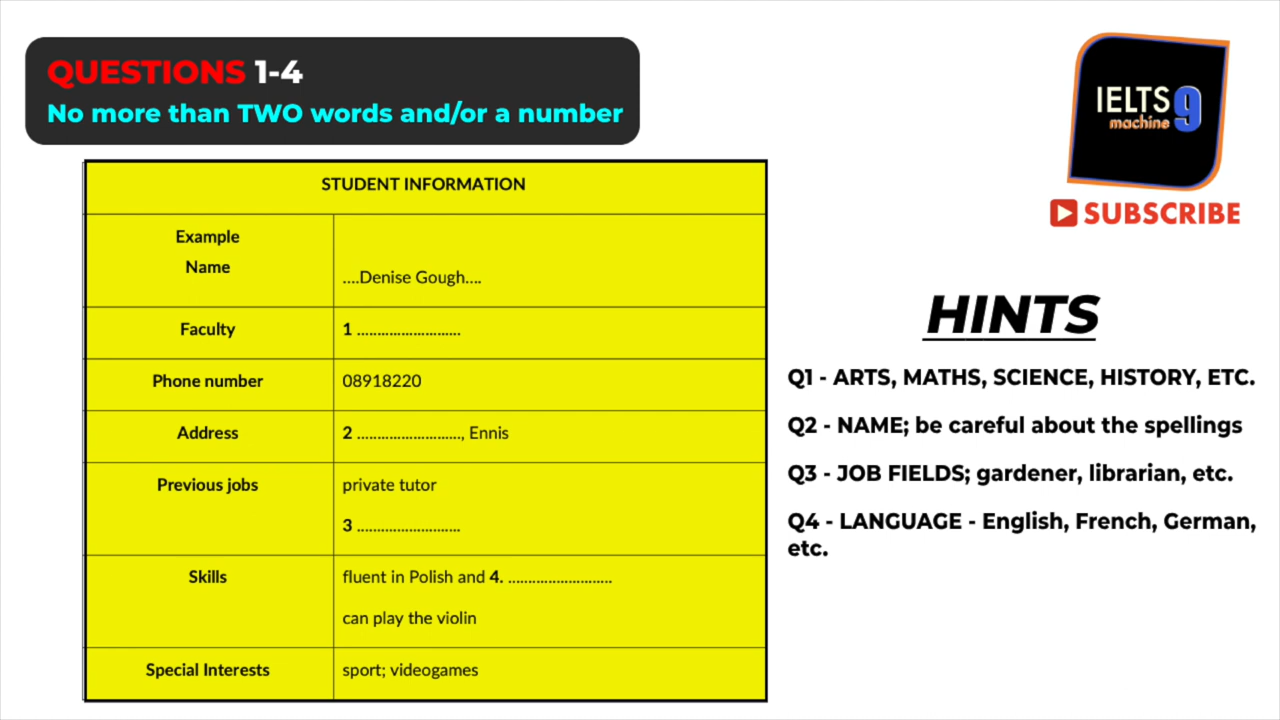 QUESTIONS 1-4
No more than TWO words and/or a number
IELTS 9
machine
SUBSCRIBE
STUDENT INFORMATION
Example
Name
....Denise Gough....
Faculty
1 .........................
Phone number
08918220
Address
2 ........................., Ennis
Previous jobs
private tutor
3 .........................
Skills
fluent in Polish and 4. .........................
can play the violin
Special Interests
sport; videogames
HINTS
Q1 - ARTS, MATHS, SCIENCE, HISTORY, ETC.
Q2 - NAME; be careful about the spellings
Q3 - JOB FIELDS; gardener, librarian, etc.
Q4 - LANGUAGE - English, French, German,
etc.